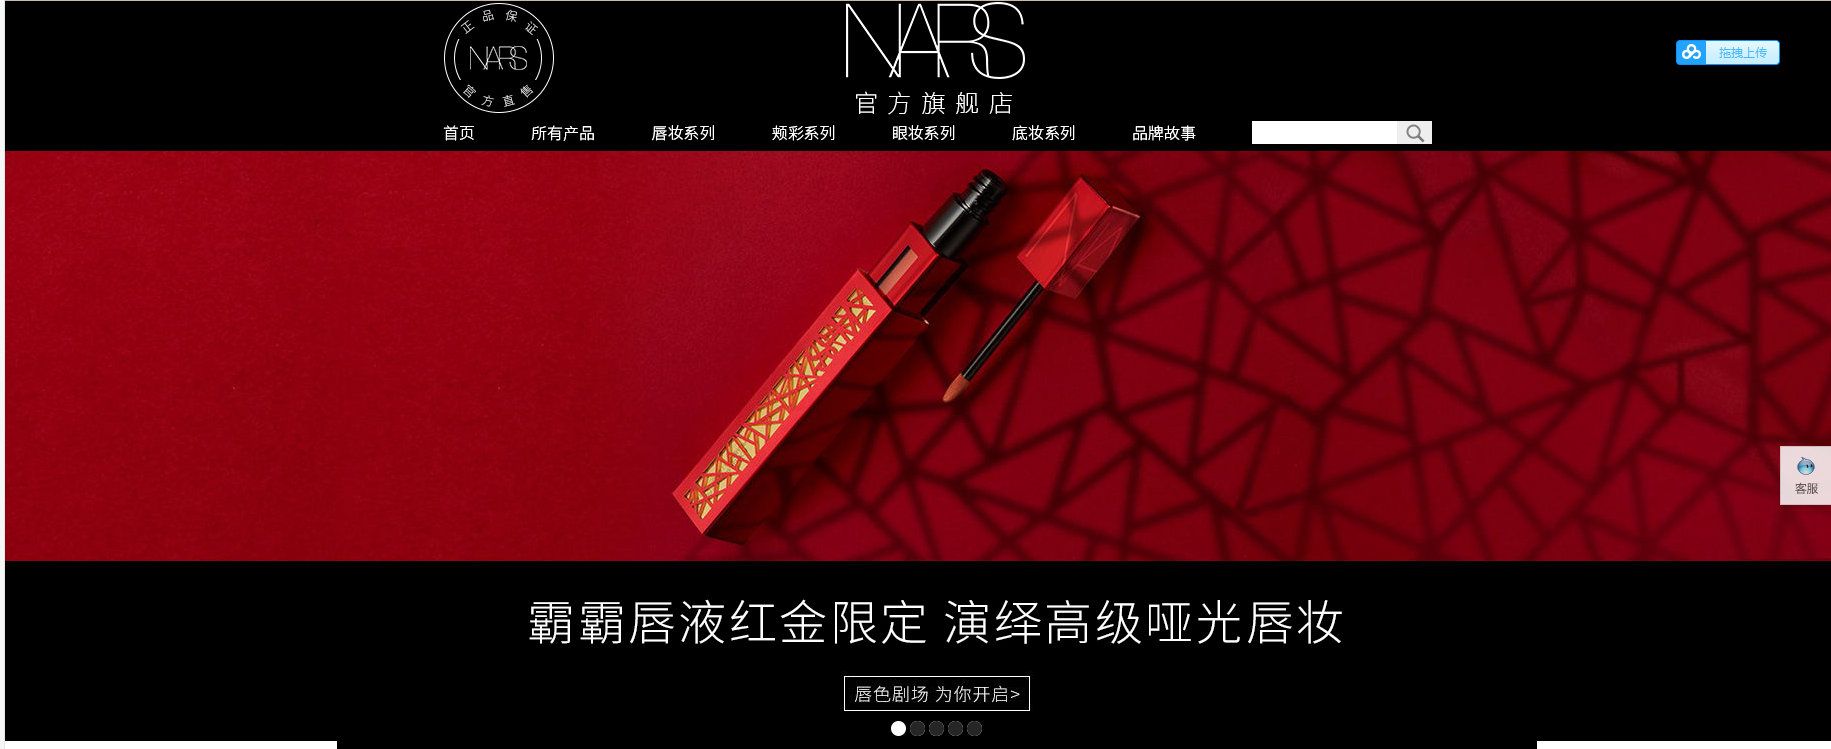 正品保证
NARS
官方直售
NARS
官方旗舰店
拖拽上传
首页
所有产品
唇妆系列
颊彩系列
眼妆系列
底妆系列
品牌故事
客服
霸霸唇液红金限定 演绎高级哑光唇妆
唇色剧场 为你开启>